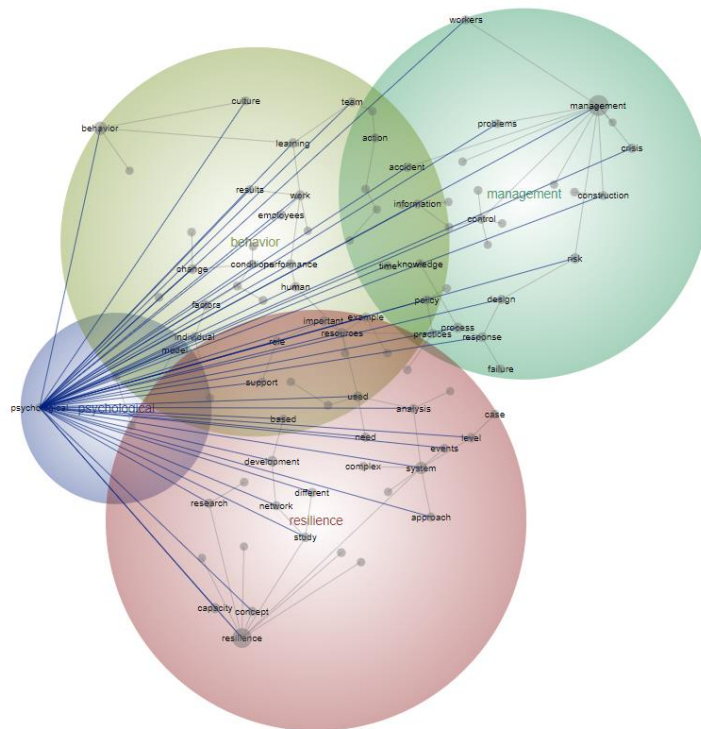 workers
culture
team
management
behavior
action
problems
learning
crisis
accident
results
work
management
construction
information
employees
control
behavior
change
conditions
performance
time
knowledge
risk
human
policy
design
factors
important
example
process
individual
resources
practices
response
model
role
failure
support
used
psychological
psychological
analysis
case
based
need
level
events
development
complex
system
different
research
network
approach
resilience
study
capacity
concept
resilience